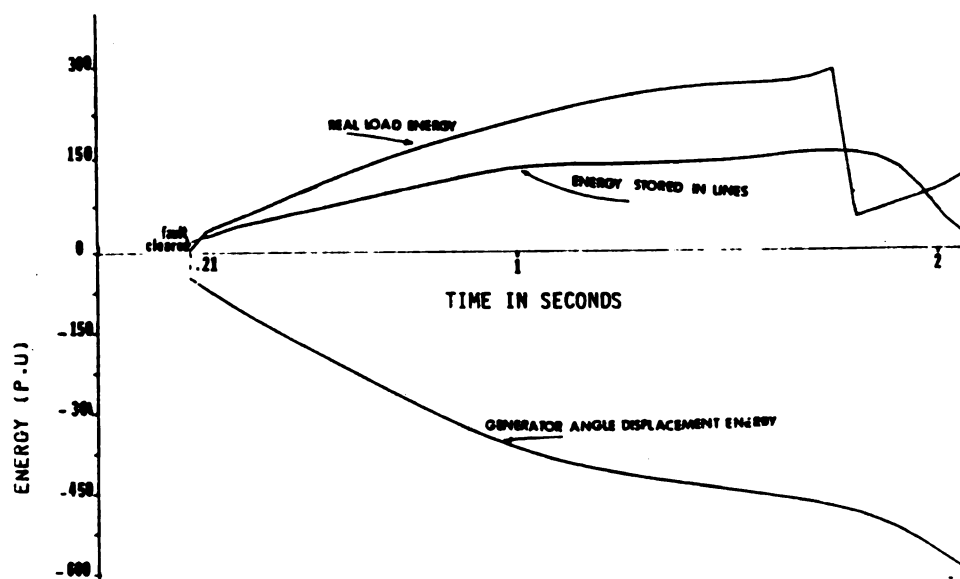 300
REAL LOAD ENERGY
150
ENERGY STORED IN LINES
fault
cleared
0
.21
1
2
TIME IN SECONDS
-150
ENERGY (P.U)
-300
GENERATOR ANGLE DISPLACEMENT ENERGY
-450
-600